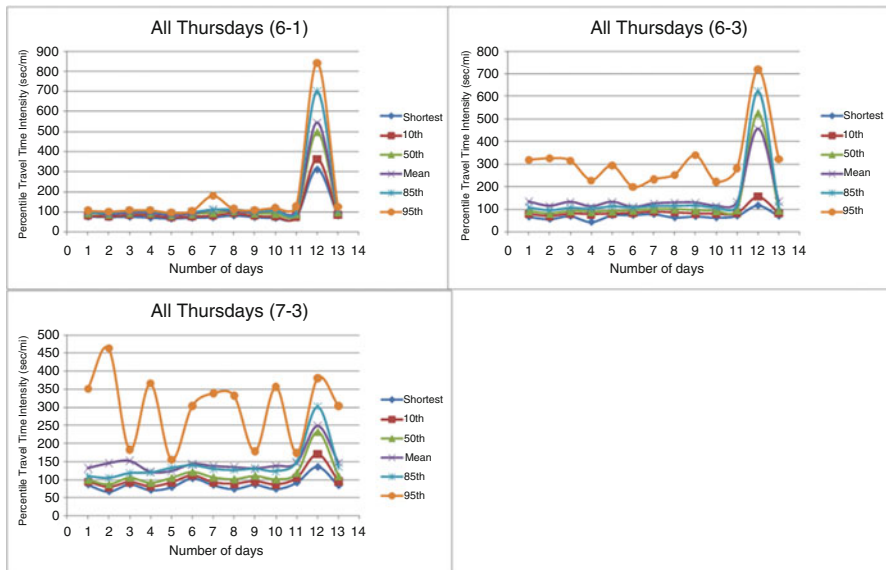 All Thursdays (6-1)
Percentile Travel Time Intensity (sec/mi)
900
800
700
600
500
400
300
200
100
0
0 1 2 3 4 5 6 7 8 9 10 11 12 13 14
Number of days
Shortest
10th
50th
Mean
85th
95th
All Thursdays (6-3)
Percentile Travel Time Intensity (sec/mi)
800
700
600
500
400
300
200
100
0
0 1 2 3 4 5 6 7 8 9 10 11 12 13 14
Number of days
Shortest
10th
50th
Mean
85th
95th
All Thursdays (7-3)
Percentile Travel Time Intensity (sec/mi)
500
450
400
350
300
250
200
150
100
50
0
0 1 2 3 4 5 6 7 8 9 10 11 12 13 14
Number of days
Shortest
10th
50th
Mean
85th
95th